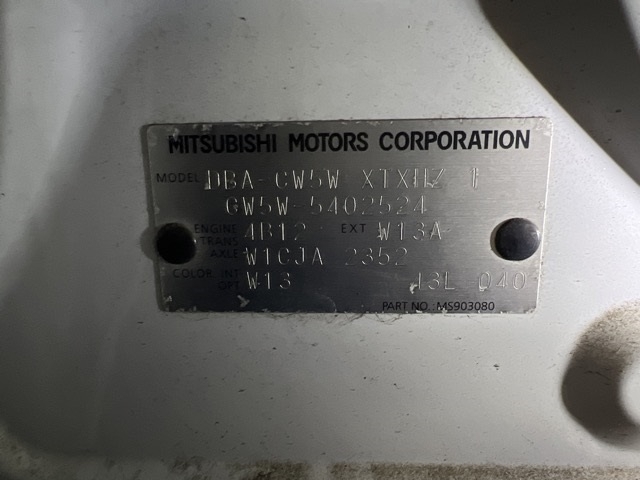 MITSUBISHI MOTORS CORPORATION
MODEL DBA-CW5W XTXHZ 1
CW5W-5402524
ENGINE 4B12 EXT W13A
TRANS AXLE W1CJA 2352
COLOR, INT OPT W13 13L Q40
PART NO. MS903080